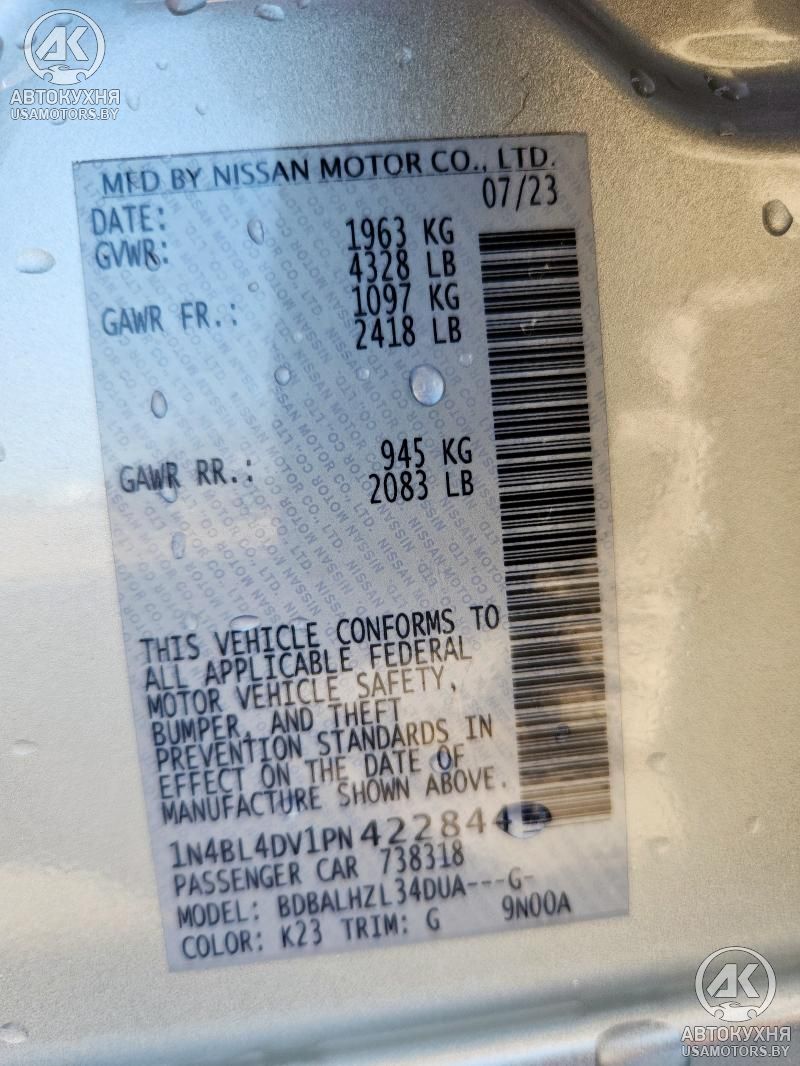 АВТОКУХНЯ
USAMOTORS.BY
MFD BY NISSAN MOTOR CO., LTD.
DATE: 07/23
GVWR: 1963 KG
4328 LB
GAWR FR.: 1097 KG
2418 LB
GAWR RR.: 945 KG
2083 LB
THIS VEHICLE CONFORMS TO
ALL APPLICABLE FEDERAL
MOTOR VEHICLE SAFETY,
BUMPER, AND THEFT
PREVENTION STANDARDS IN
EFFECT ON THE DATE OF
MANUFACTURE SHOWN ABOVE.
1N4BL4DV1PN422844
PASSENGER CAR 738318
MODEL: BDBALHZL34DUA---G-
COLOR: K23 TRIM: G 9N00A
АВТОКУХНЯ
USAMOTORS.BY